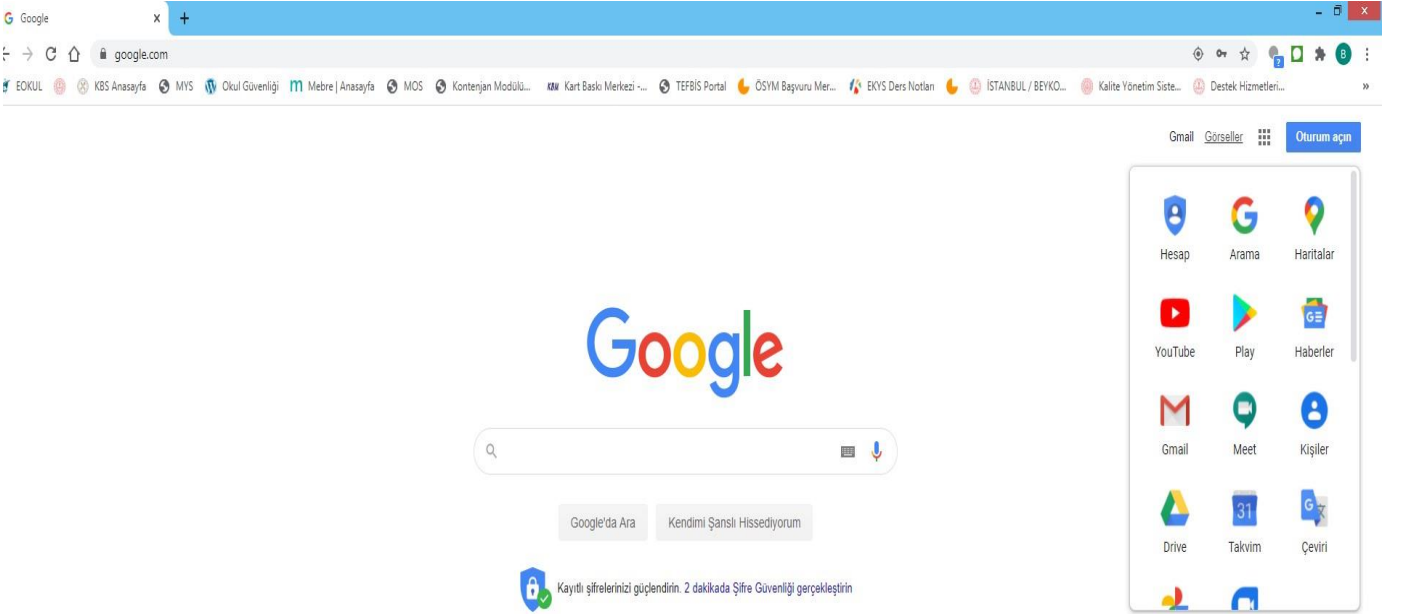 Google
google.com
EOKUL KBS Anasayfa MYS Okul Güvenliği Mebre | Anasayfa MOS Kontenjan Modülü... Kart Baskı Merkezi -... TEFBİS Portal ÖSYM Başvuru Mer... EKYS Ders Notları İSTANBUL / BEYKO... Kalite Yönetim Siste... Destek Hizmetleri... »
Gmail Görseller Oturum açın
Hesap Arama Haritalar
YouTube Play Haberler
Gmail Meet Kişiler
31
Drive Takvim Çeviri
Google
Google'da Ara Kendimi Şanslı Hissediyorum
Kayıtlı şifrelerinizi güçlendirin. 2 dakikada Şifre Güvenliği gerçekleştirin